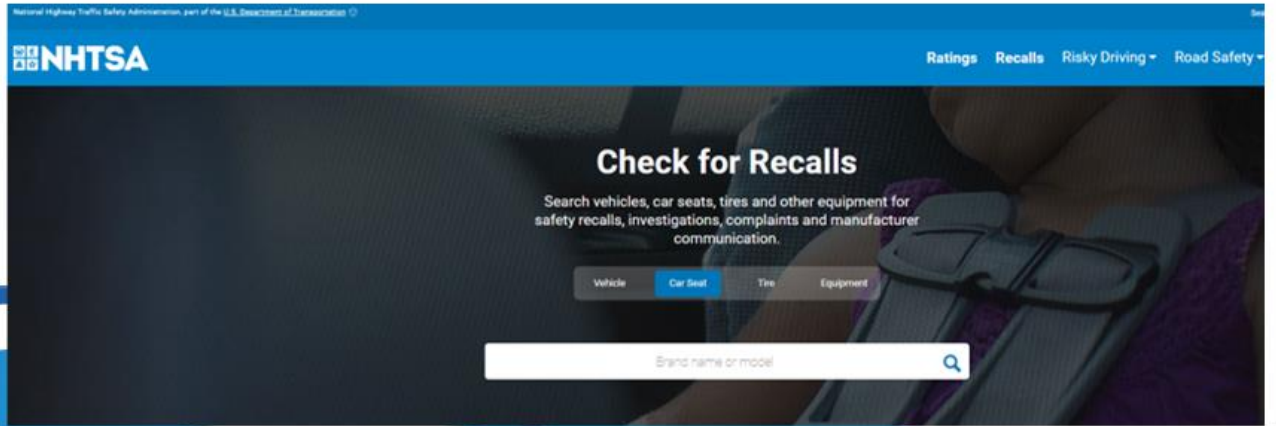 National Highway Traffic Safety Administration, part of the U.S. Department of Transportation
NHTSA
Ratings Recalls Risky Driving Road Safety
Check for Recalls
Search vehicles, car seats, tires and other equipment for
safety recalls, investigations, complaints and manufacturer
communication.
Vehicle Car Seat Tire Equipment
Brand name or model